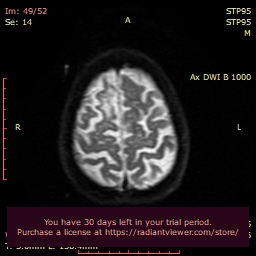 Im: 49/52
Se: 14
A
STP95
STP95
M
Ax DWI B 1000
R
L
You have 30 days left in your trial period.
Purchase a license at https://radiantviewer.com/store/